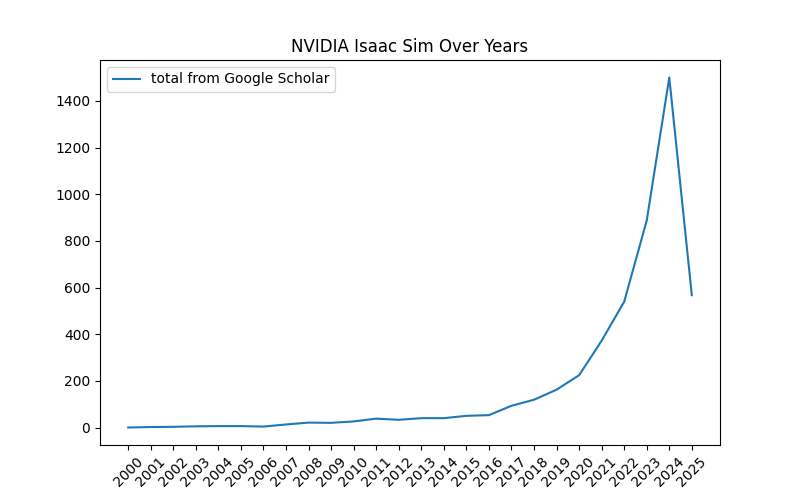 NVIDIA Isaac Sim Over Years
total from Google Scholar
1400
1200
1000
800
600
400
200
0
2000 2001 2002 2003 2004 2005 2006 2007 2008 2009 2010 2011 2012 2013 2014 2015 2016 2017 2018 2019 2020 2021 2022 2023 2024 2025